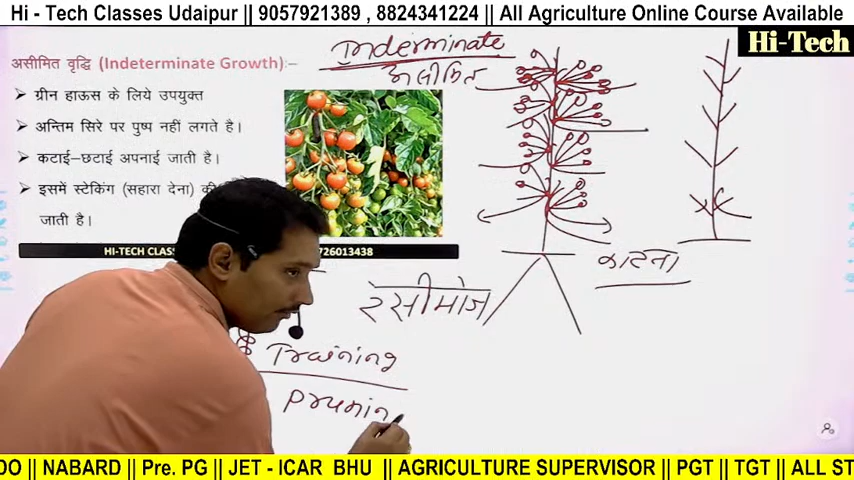 Hi - Tech Classes Udaipur || 9057921389 , 8824341224 || All Agriculture Online Course Available
Hi-Tech
असीमित वृद्धि (Indeterminate Growth):-
Inderminate
असीमित
➤ ग्रीन हाऊस के लिये उपयुक्त
➤ अन्तिम सिरे पर पुष्प नहीं लगते है।
➤ कटाई–छटाई अपनाई जाती है।
➤ इसमें स्टेकिंग (सहारा देना) की
जाती है।
HI-TECH CLASS
726013438
काटना
रेसीमोज
Training
Prunin
DO || NABARD || Pre. PG || JET - ICAR BHU || AGRICULTURE SUPERVISOR || PGT || TGT || ALL ST